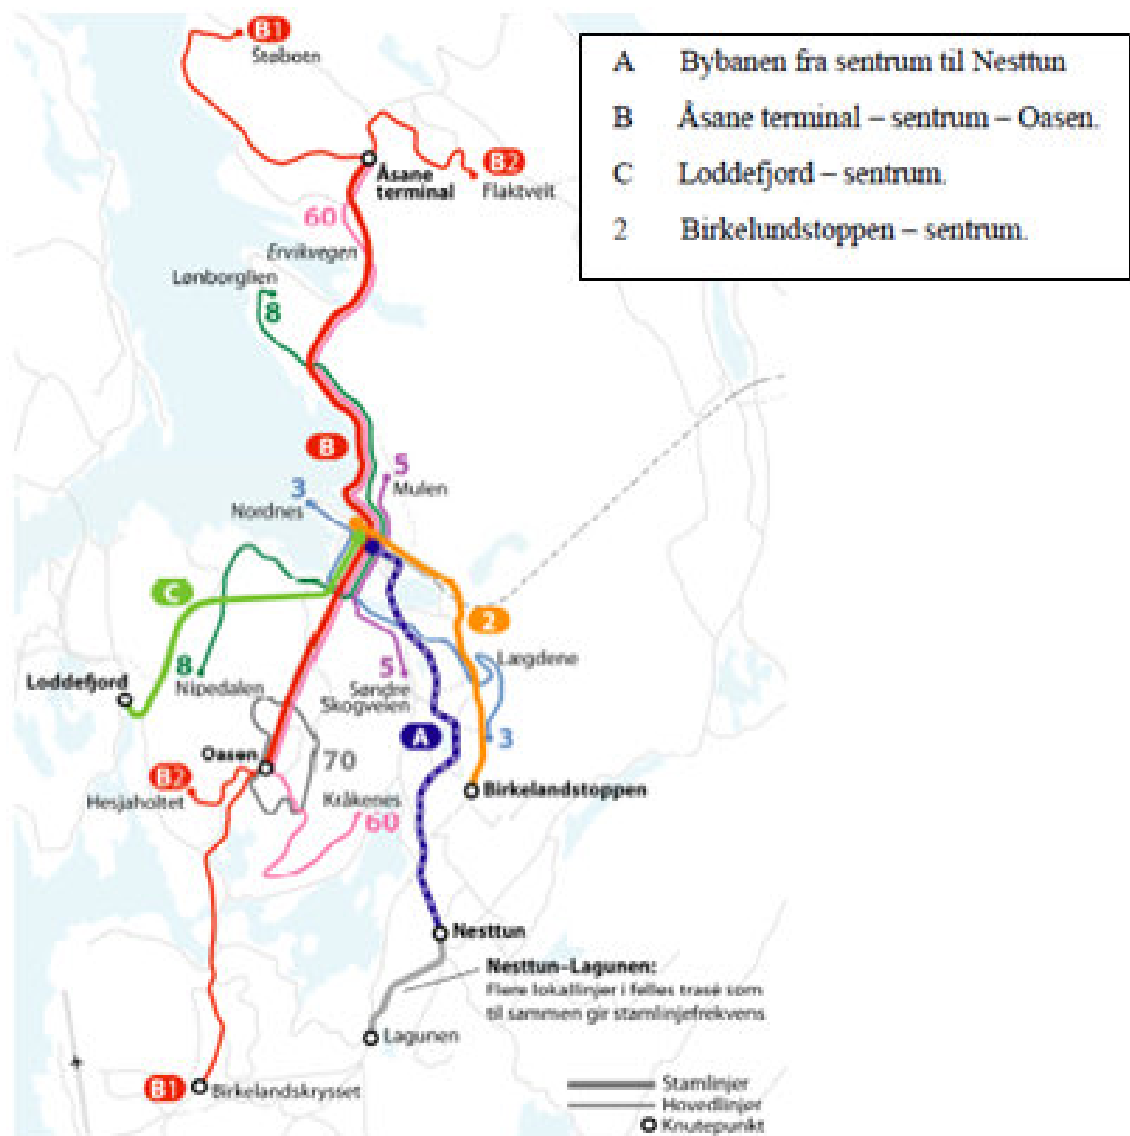 A Bybanen fra sentrum til Nesttun
B Åsane terminal – sentrum – Oasen.
C Loddefjord – sentrum.
2 Birkelundstoppen – sentrum.
B1
Støbotn
B2
Flaktveit
Åsane
terminal
60
Ervikvegen
Lønborglien
8
B
5
Mulen
3
Nordnes
C
2
Lægdene
8
Nipedalen
5
Søndre
Skogveien
Loddefjord
A
3
Oasen
70
B2
Hesjaholtet
Kråkenes
60
Birkelandstoppen
Nesttun
Nesttun–Lagunen:
Flere lokallinjer i felles trasé som
til sammen gir stamlinjefrekvens
Lagunen
B1
Birkelandskrysset
Stamlinjer
Hovedlinjer
Knutepunkt